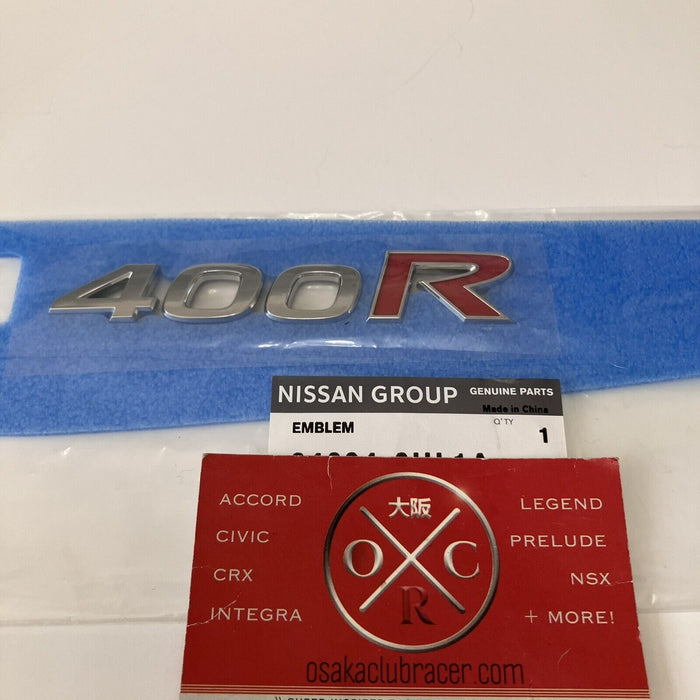 400R
NISSAN GROUP GENUINE PARTS
Made in China
EMBLEM Q'TY 1
大阪
ACCORD LEGEND
CIVIC PRELUDE
CRX NSX
INTEGRA + MORE!
O C
R
osakaclubracer.com